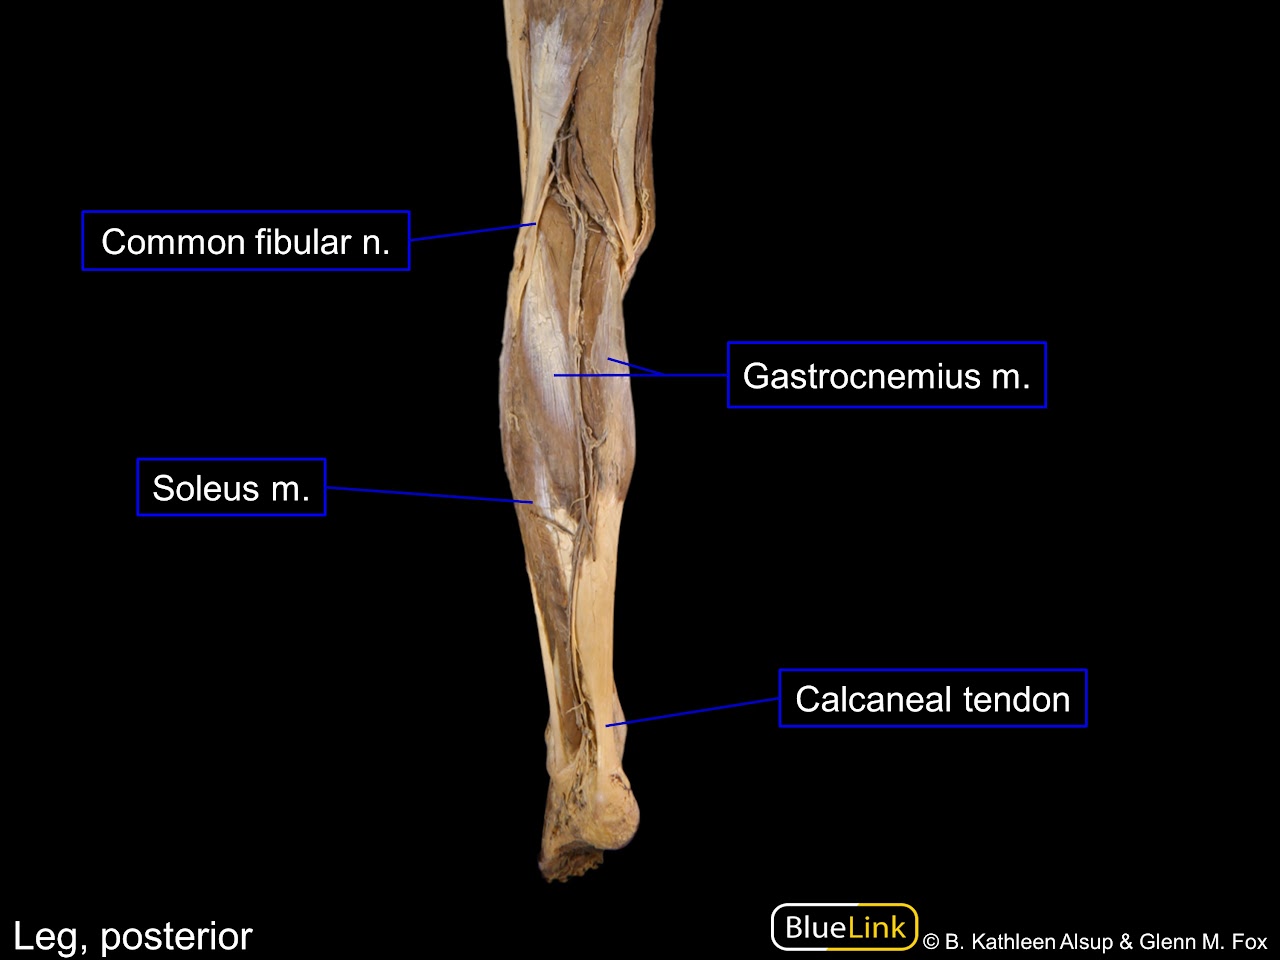 Common fibular n.
Gastrocnemius m.
Soleus m.
Calcaneal tendon
Leg, posterior
BlueLink
© B. Kathleen Alsup & Glenn M. Fox